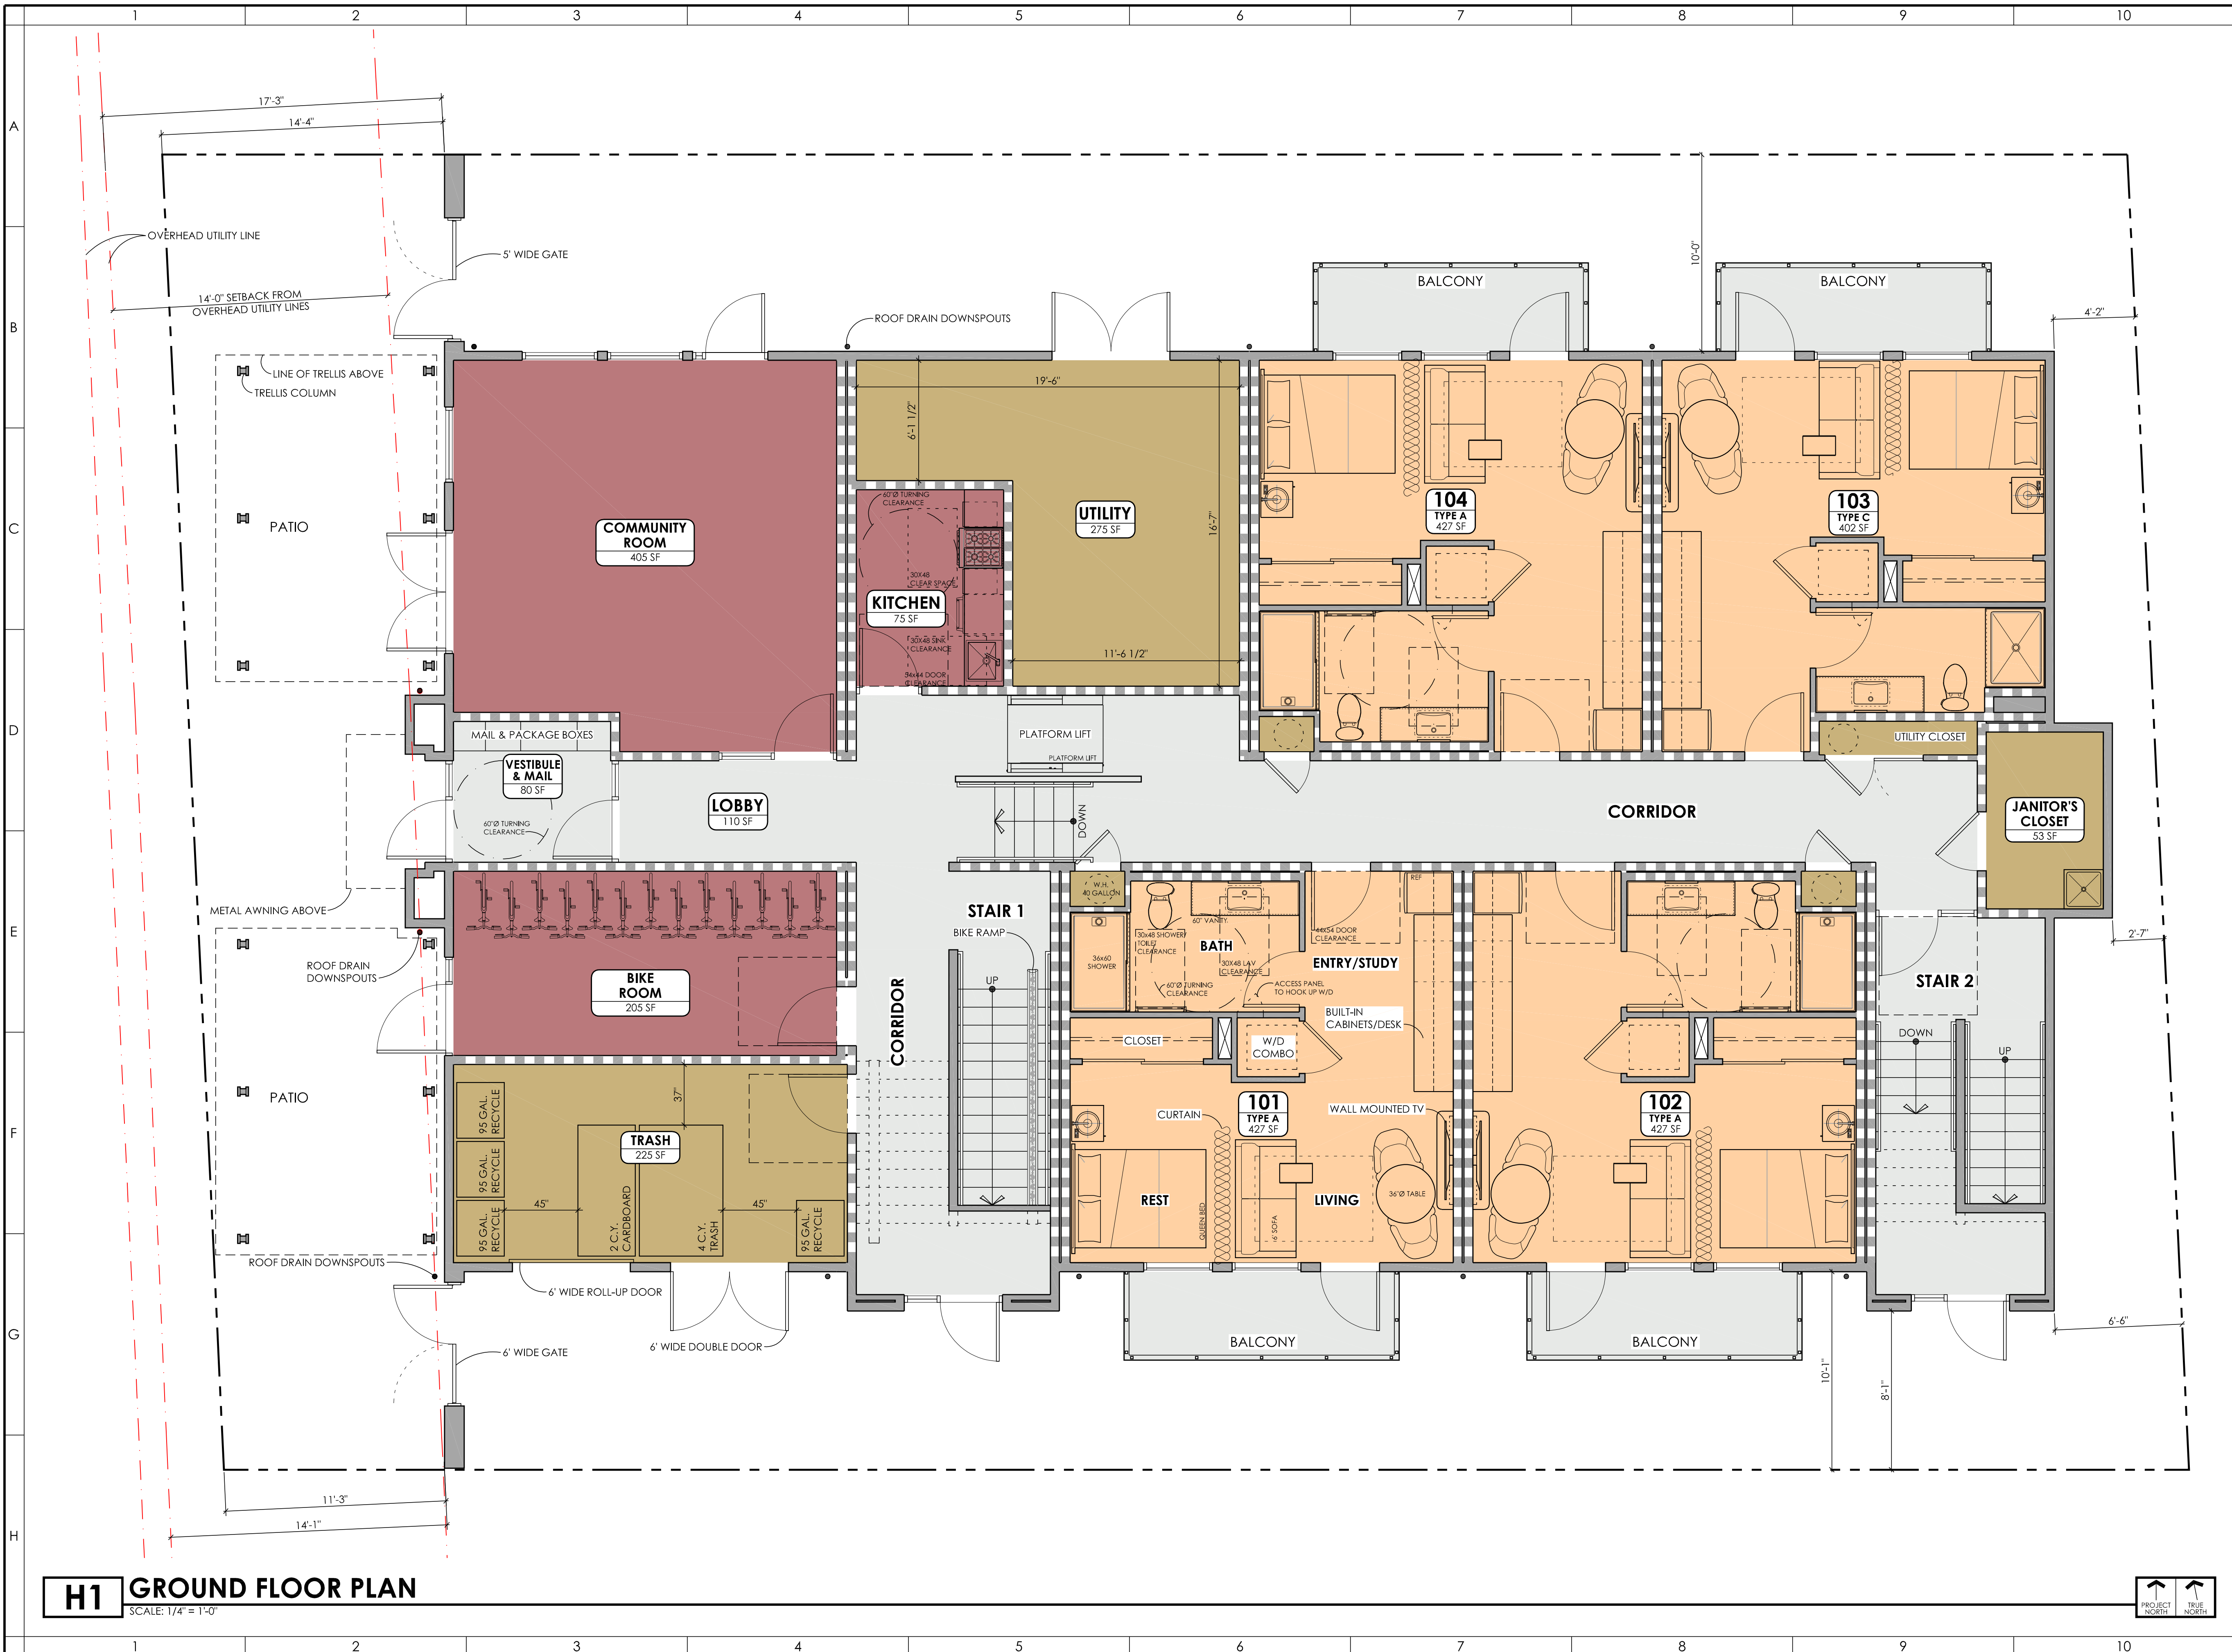 1 2 3 4 5 6 7 8 9 10
A
17'-3"
14'-4"
OVERHEAD UTILITY LINE
5' WIDE GATE
10'-0"
14'-0" SETBACK FROM
OVERHEAD UTILITY LINES
B
ROOF DRAIN DOWNSPOUTS
BALCONY
BALCONY
4'-2"
LINE OF TRELLIS ABOVE
TRELLIS COLUMN
19'-6"
6'-1 1/2"
C
PATIO
COMMUNITY
ROOM
405 SF
60"Ø TURNING
CLEARANCE
30X48
CLEAR SPACE
KITCHEN
75 SF
30X48 SINK
CLEARANCE
54x44 DOOR
CLEARANCE
UTILITY
275 SF
16'-7"
11'-6 1/2"
104
TYPE A
427 SF
103
TYPE C
402 SF
D
MAIL & PACKAGE BOXES
VESTIBULE
& MAIL
80 SF
60"Ø TURNING
CLEARANCE
LOBBY
110 SF
PLATFORM LIFT
PLATFORM LIFT
DOWN
CORRIDOR
UTILITY CLOSET
JANITOR'S
CLOSET
53 SF
E
METAL AWNING ABOVE
ROOF DRAIN
DOWNSPOUTS
BIKE
ROOM
205 SF
CORRIDOR
STAIR 1
BIKE RAMP
UP
W.H.
40 GALLON
36x60
SHOWER
60" VANITY
30x48 SHOWER/
TOILET
CLEARANCE
BATH
30X48 LAV
CLEARANCE
60"Ø TURNING
CLEARANCE
ACCESS PANEL
TO HOOK UP W/D
REF
44x54 DOOR
CLEARANCE
ENTRY/STUDY
BUILT-IN
CABINETS/DESK
STAIR 2
DOWN
UP
2'-7"
F
PATIO
95 GAL.
RECYCLE
95 GAL.
RECYCLE
95 GAL.
RECYCLE
37"
TRASH
225 SF
45"
2 C.Y.
CARDBOARD
4 C.Y.
TRASH
45"
95 GAL.
RECYCLE
CLOSET
W/D
COMBO
CURTAIN
101
TYPE A
427 SF
WALL MOUNTED TV
REST
QUEEN BED
6' SOFA
LIVING
36"Ø TABLE
102
TYPE A
427 SF
ROOF DRAIN DOWNSPOUTS
G
6' WIDE ROLL-UP DOOR
6' WIDE GATE
6' WIDE DOUBLE DOOR
BALCONY
BALCONY
10'-1"
8'-1"
6'-6"
11'-3"
14'-1"
H
H1
GROUND FLOOR PLAN
SCALE: 1/4" = 1'-0"
PROJECT
NORTH
TRUE
NORTH
1 2 3 4 5 6 7 8 9 10